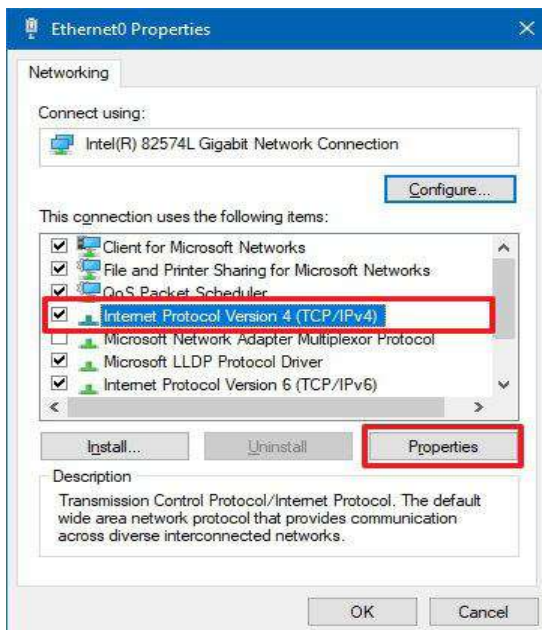 Ethernet0 Properties
Networking
Connect using:
Intel(R) 82574L Gigabit Network Connection
Configure...
This connection uses the following items:
Client for Microsoft Networks
File and Printer Sharing for Microsoft Networks
QoS Packet Scheduler
Internet Protocol Version 4 (TCP/IPv4)
Microsoft Network Adapter Multiplexor Protocol
Microsoft LLDP Protocol Driver
Internet Protocol Version 6 (TCP/IPv6)
Install... Uninstall Properties
Description
Transmission Control Protocol/Internet Protocol. The default
wide area network protocol that provides communication
across diverse interconnected networks.
OK Cancel